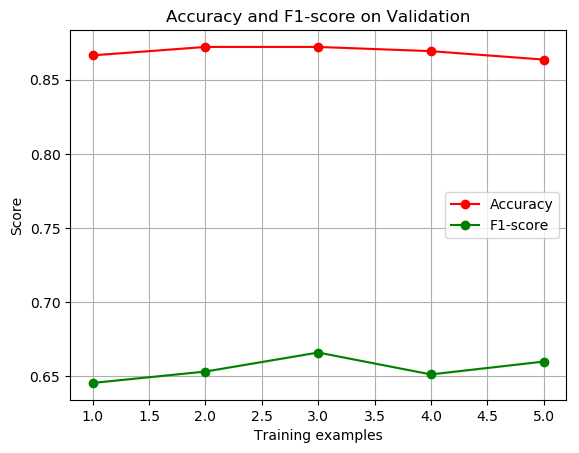 Accuracy and F1-score on Validation
0.85
0.80
0.75
0.70
0.65
Score
Accuracy
F1-score
1.0 1.5 2.0 2.5 3.0 3.5 4.0 4.5 5.0
Training examples